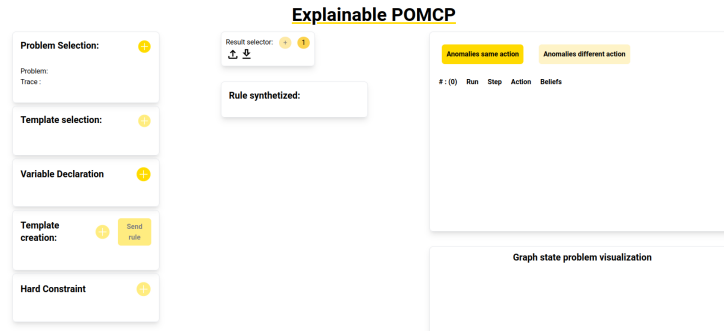 Explainable POMCP
Problem Selection:
Problem:
Trace :
Template selection:
Variable Declaration
Template
creation:
Send
rule
Hard Constraint
Result selector:
+
1
Rule synthetized:
Anomalies same action
Anomalies different action
# : (0) Run Step Action Beliefs
Graph state problem visualization